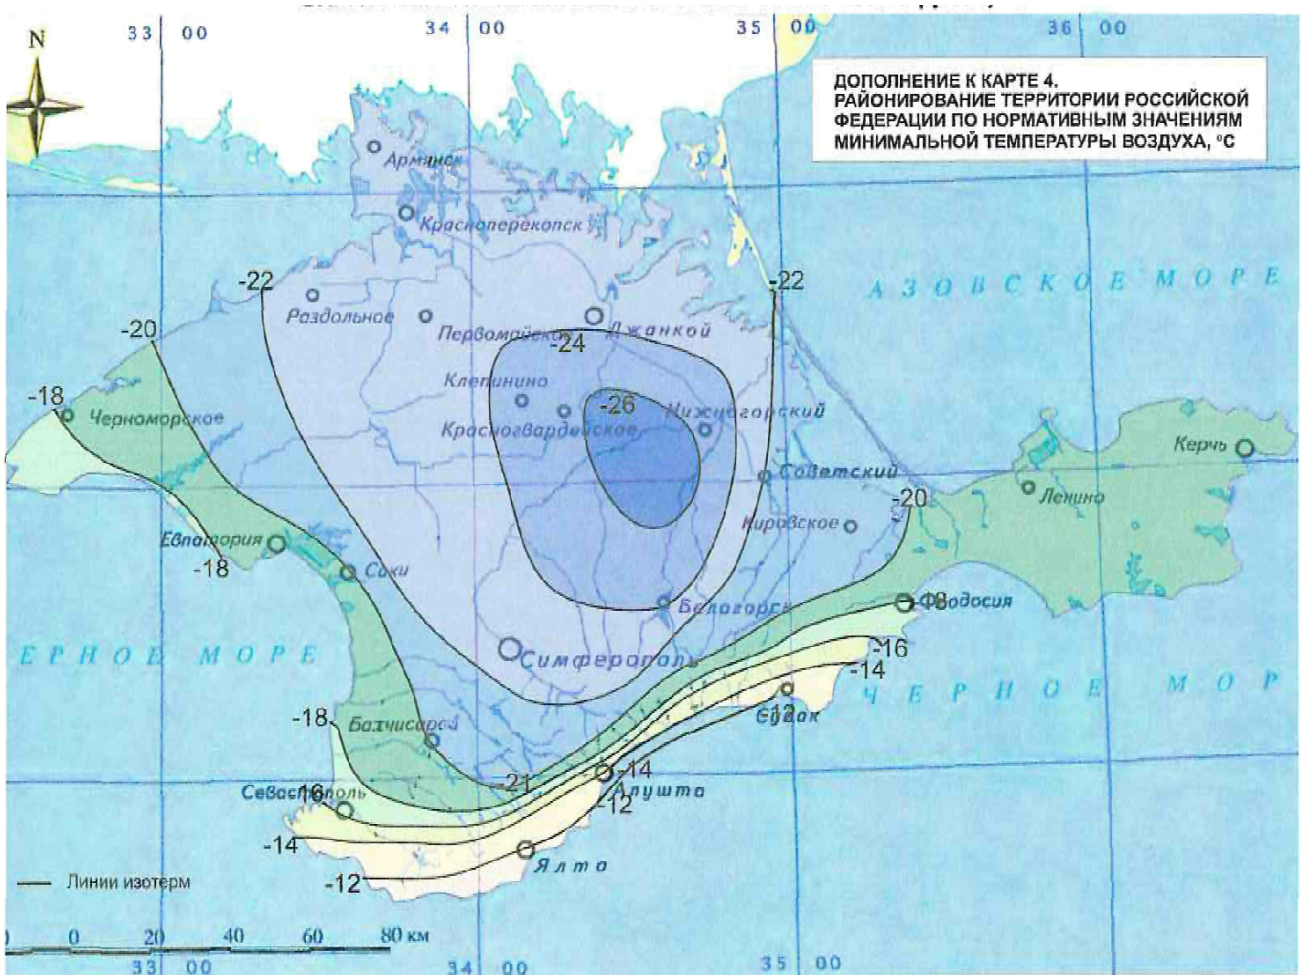 33 00
34 00
35 00
36 00
N
ДОПОЛНЕНИЕ К КАРТЕ 4.
РАЙОНИРОВАНИЕ ТЕРРИТОРИИ РОССИЙСКОЙ
ФЕДЕРАЦИИ ПО НОРМАТИВНЫМ ЗНАЧЕНИЯМ
МИНИМАЛЬНОЙ ТЕМПЕРАТУРЫ ВОЗДУХА, °С
Армянск
Красноперекопск
-22
-22
АЗОВСКОЕ МОРЕ
Раздольное
Первомайское
Джанкой
-20
-24
Клепинино
-18
-26
Нижнегорский
Черноморское
Красногвардейское
Керчь
Советский
-20
Ленино
Кировское
Евпатория
-18
Саки
Белогорск
Феодосия
ЕРНОЕ МОРЕ
Симферополь
-16
-14
ЧЕРНОЕ МОР
-18
Бахчисарай
Судак
-12
-21
-14
Севастополь
-16
Алушта
-12
-14
Ялта
-12
Линии изотерм
0 20 40 60 80 км
33 00
34 00
35 00